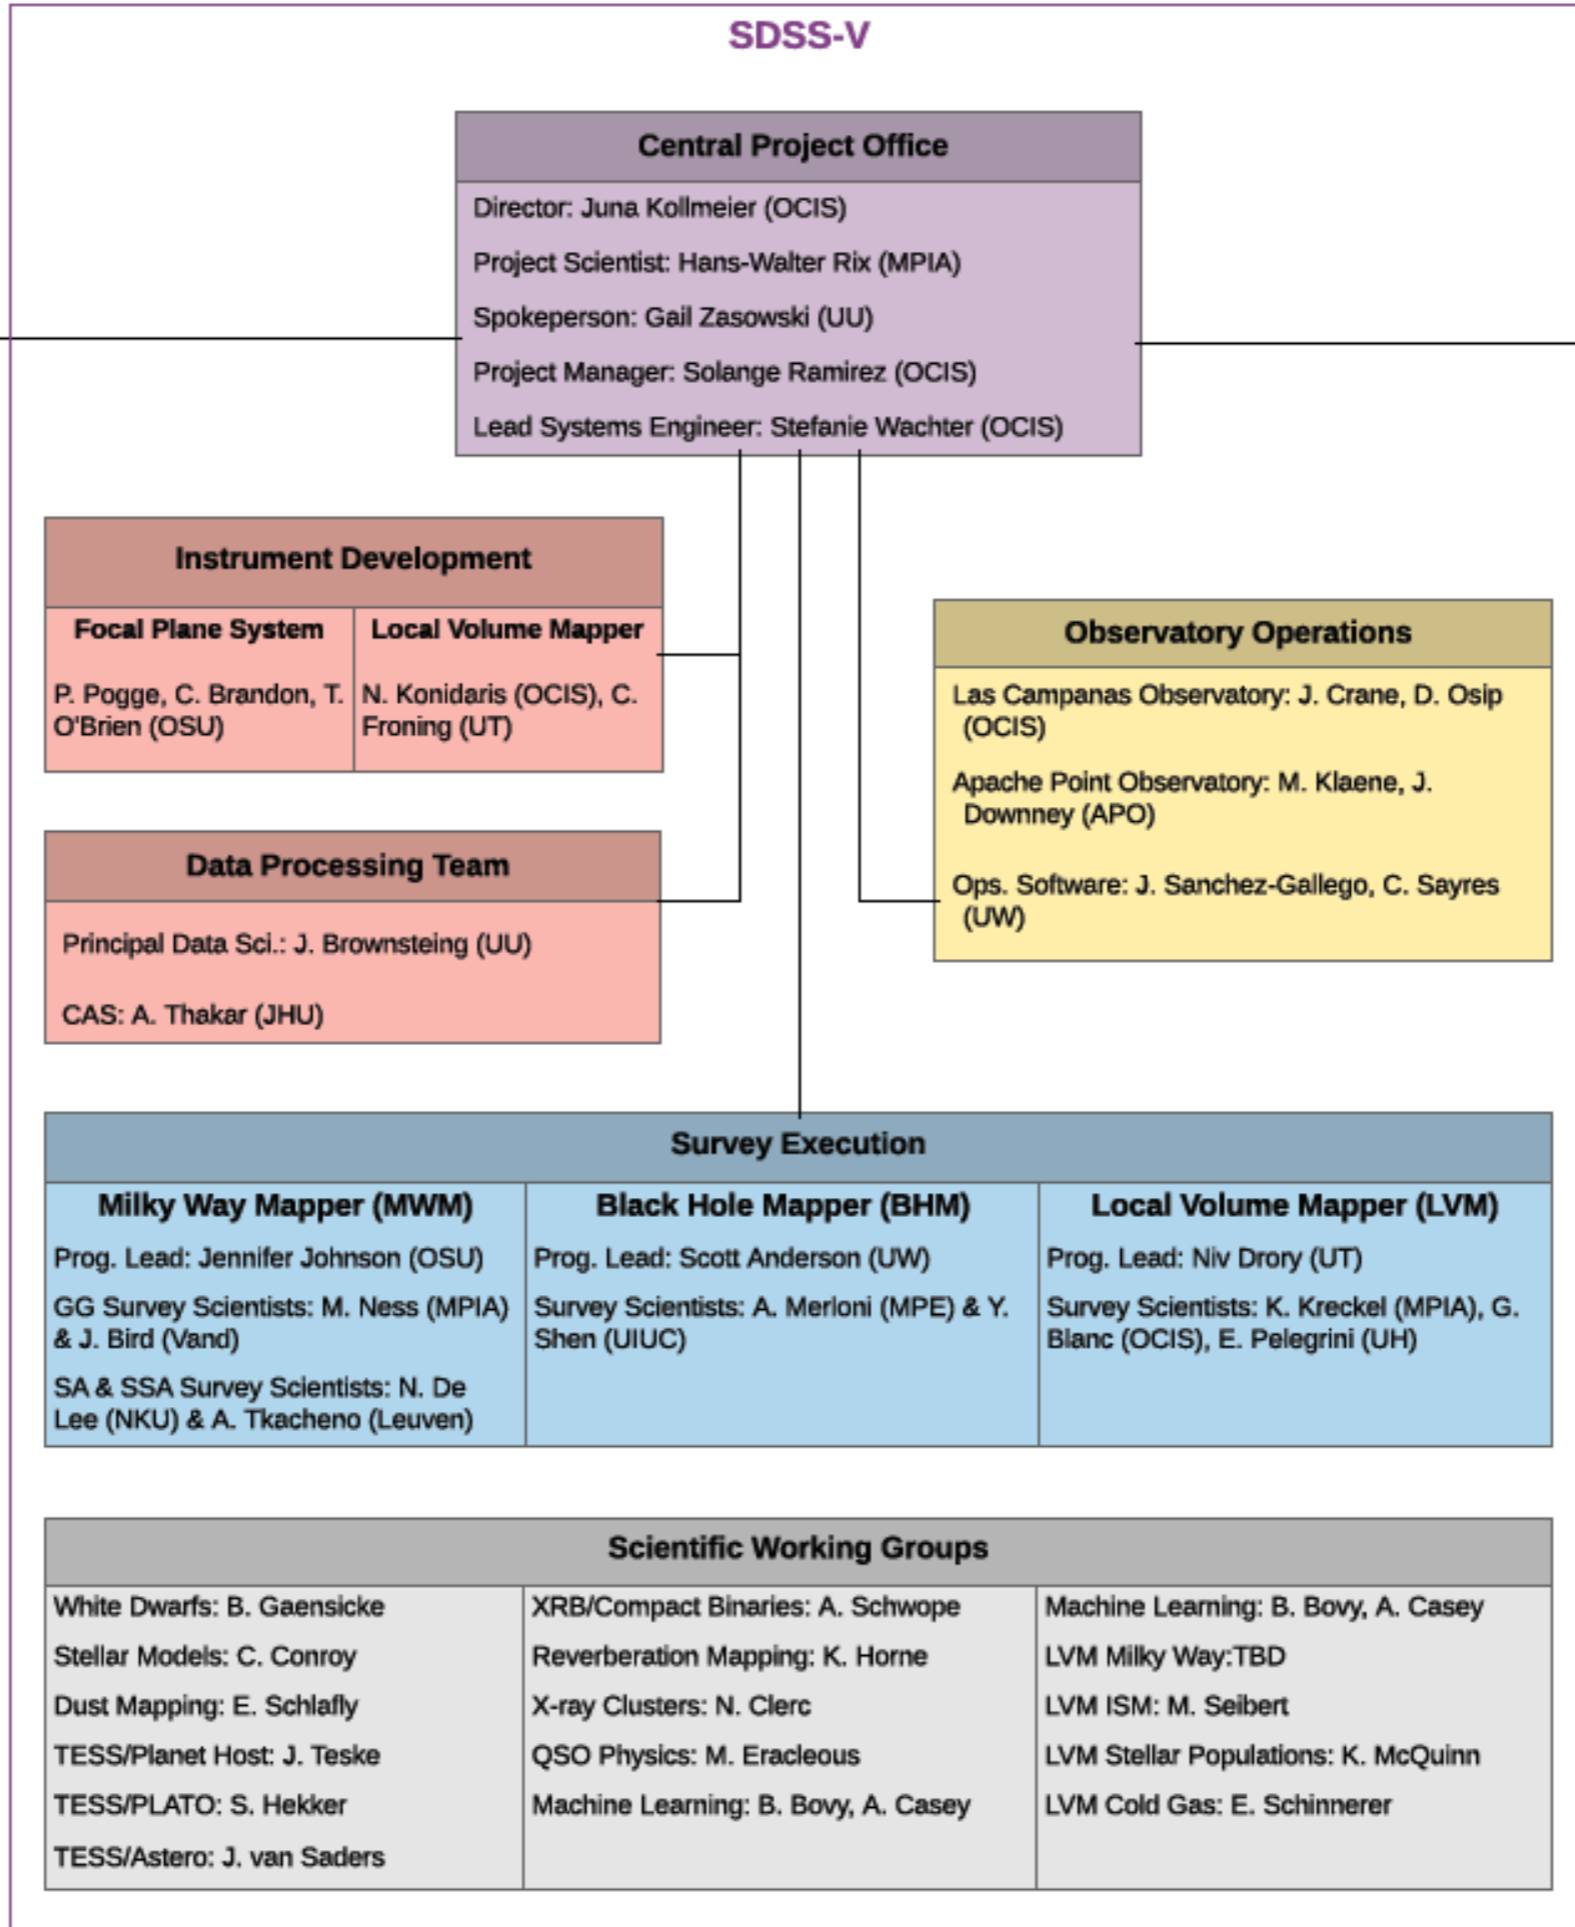 SDSS-V
Central Project Office
Director: Juna Kollmeier (OCIS)
Project Scientist: Hans-Walter Rix (MPIA)
Spokeperson: Gail Zasowski (UU)
Project Manager: Solange Ramirez (OCIS)
Lead Systems Engineer: Stefanie Wachter (OCIS)
Instrument Development
Focal Plane System
P. Pogge, C. Brandon, T.
O'Brien (OSU)
Local Volume Mapper
N. Konidaris (OCIS), C.
Froning (UT)
Data Processing Team
Principal Data Sci.: J. Brownsteing (UU)
CAS: A. Thakar (JHU)
Observatory Operations
Las Campanas Observatory: J. Crane, D. Osip
(OCIS)
Apache Point Observatory: M. Klaene, J.
Downney (APO)
Ops. Software: J. Sanchez-Gallego, C. Sayres
(UW)
Survey Execution
Milky Way Mapper (MWM)
Prog. Lead: Jennifer Johnson (OSU)
GG Survey Scientists: M. Ness (MPIA)
& J. Bird (Vand)
SA & SSA Survey Scientists: N. De
Lee (NKU) & A. Tkacheno (Leuven)
Black Hole Mapper (BHM)
Prog. Lead: Scott Anderson (UW)
Survey Scientists: A. Merloni (MPE) & Y.
Shen (UIUC)
Local Volume Mapper (LVM)
Prog. Lead: Niv Drory (UT)
Survey Scientists: K. Kreckel (MPIA), G.
Blanc (OCIS), E. Pelegrini (UH)
Scientific Working Groups
White Dwarfs: B. Gaensicke
Stellar Models: C. Conroy
Dust Mapping: E. Schlafly
TESS/Planet Host: J. Teske
TESS/PLATO: S. Hekker
TESS/Astero: J. van Saders
XRB/Compact Binaries: A. Schwope
Reverberation Mapping: K. Horne
X-ray Clusters: N. Clerc
QSO Physics: M. Eracleous
Machine Learning: B. Bovy, A. Casey
Machine Learning: B. Bovy, A. Casey
LVM Milky Way:TBD
LVM ISM: M. Seibert
LVM Stellar Populations: K. McQuinn
LVM Cold Gas: E. Schinnerer